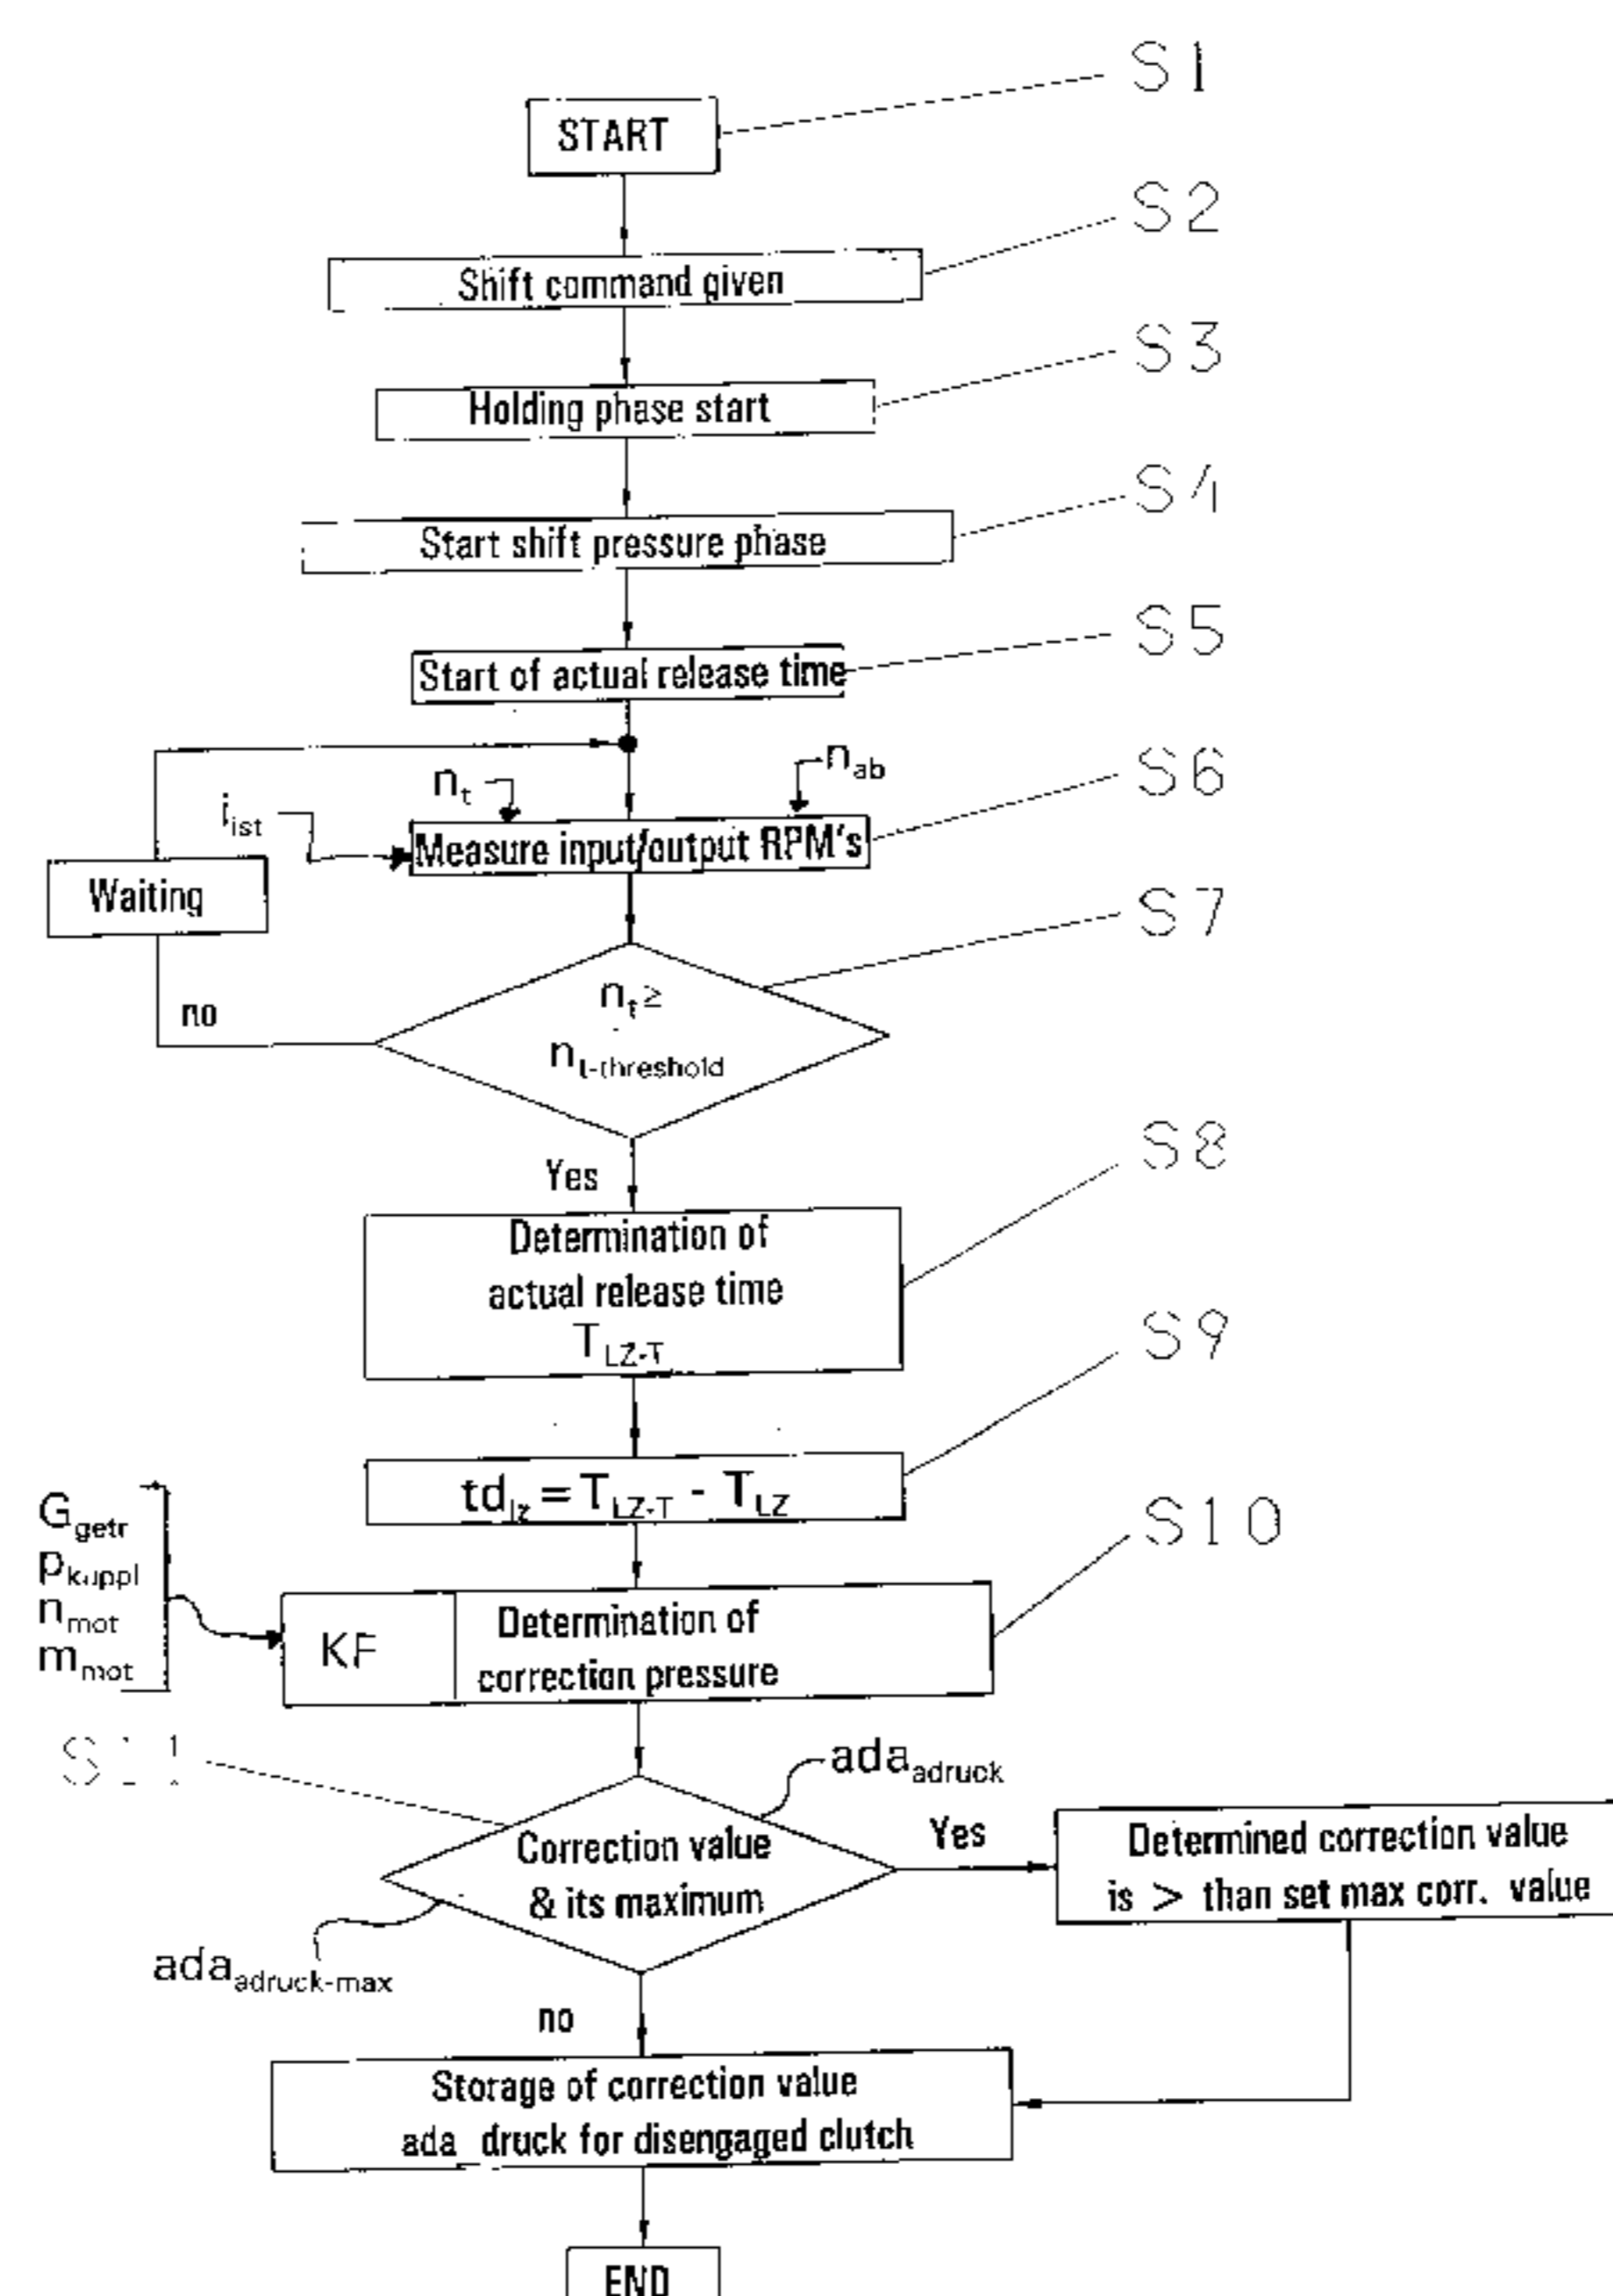 S1
START
S2
Shift command given
S3
Holding phase start
S4
Start shift pressure phase
S5
Start of actual release time
n_ab
S6
n_t
i_ist
Measure input/output RPM's
Waiting
S7
n_t ≥
no
n_t-threshold
S8
Yes
Determination of
actual release time
T_LZ-T
S9
td_lz = T_LZ-T - T_LZ
G_getr
S10
p_kuppl
n_mot
m_mot
KF
Determination of
correction pressure
S11
ada_adruck
Correction value
& its maximum
Yes
Determined correction value
is > than set max corr. value
ada_adruck-max
no
Storage of correction value
ada druck for disengaged clutch
END